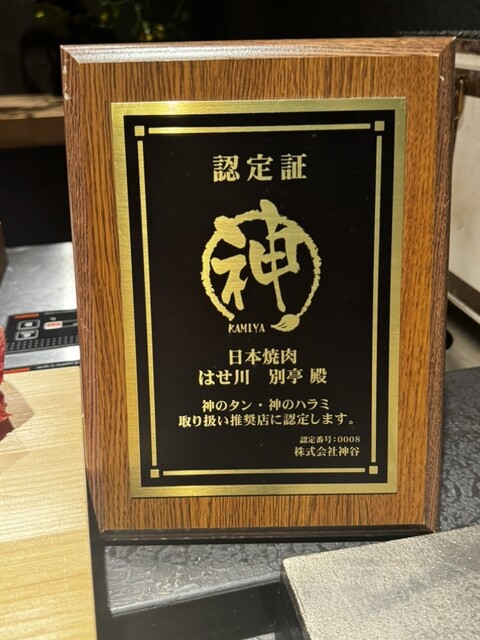 認定証
神
KAMIYA
日本焼肉
はせ川 別亭 殿
神のタン・神のハラミ
取り扱い推奨店に認定します。
認定番号:0008
株式会社神谷